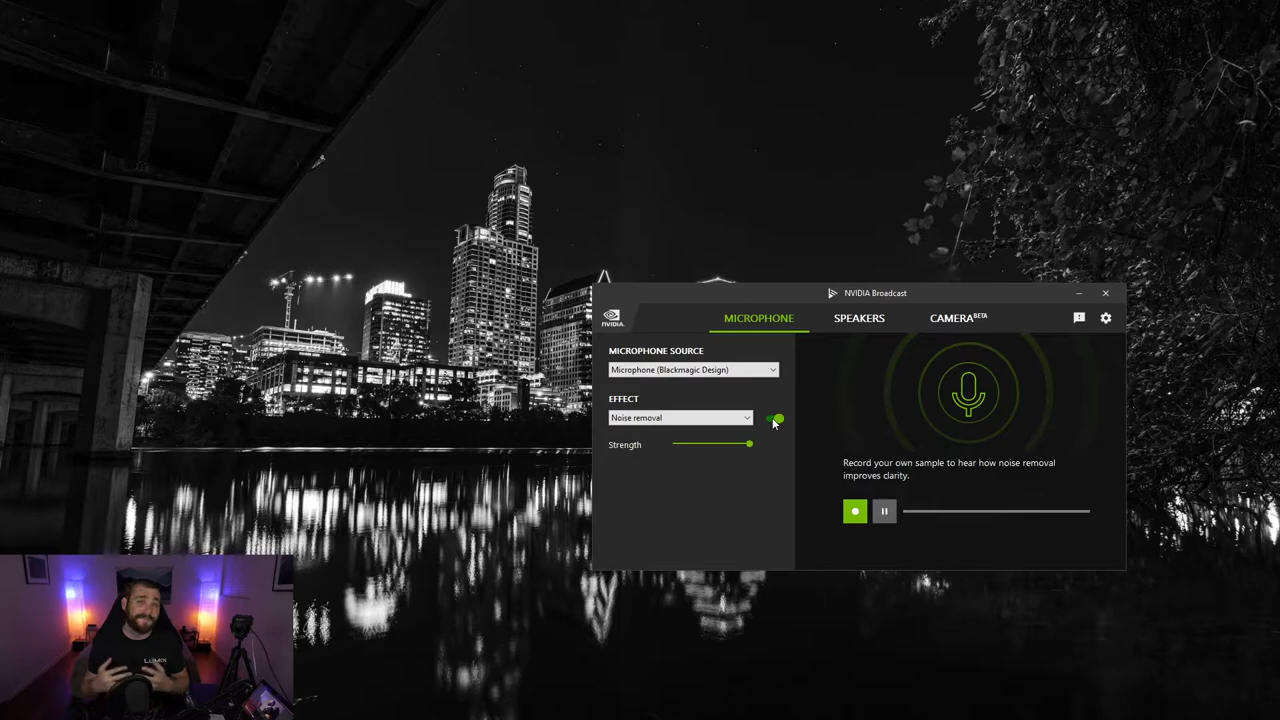 NVIDIA Broadcast
NVIDIA.
MICROPHONE
SPEAKERS
CAMERA BETA
MICROPHONE SOURCE
Microphone (Blackmagic Design)
EFFECT
Noise removal
Strength
Record your own sample to hear how noise removal
improves clarity.
LUMEN